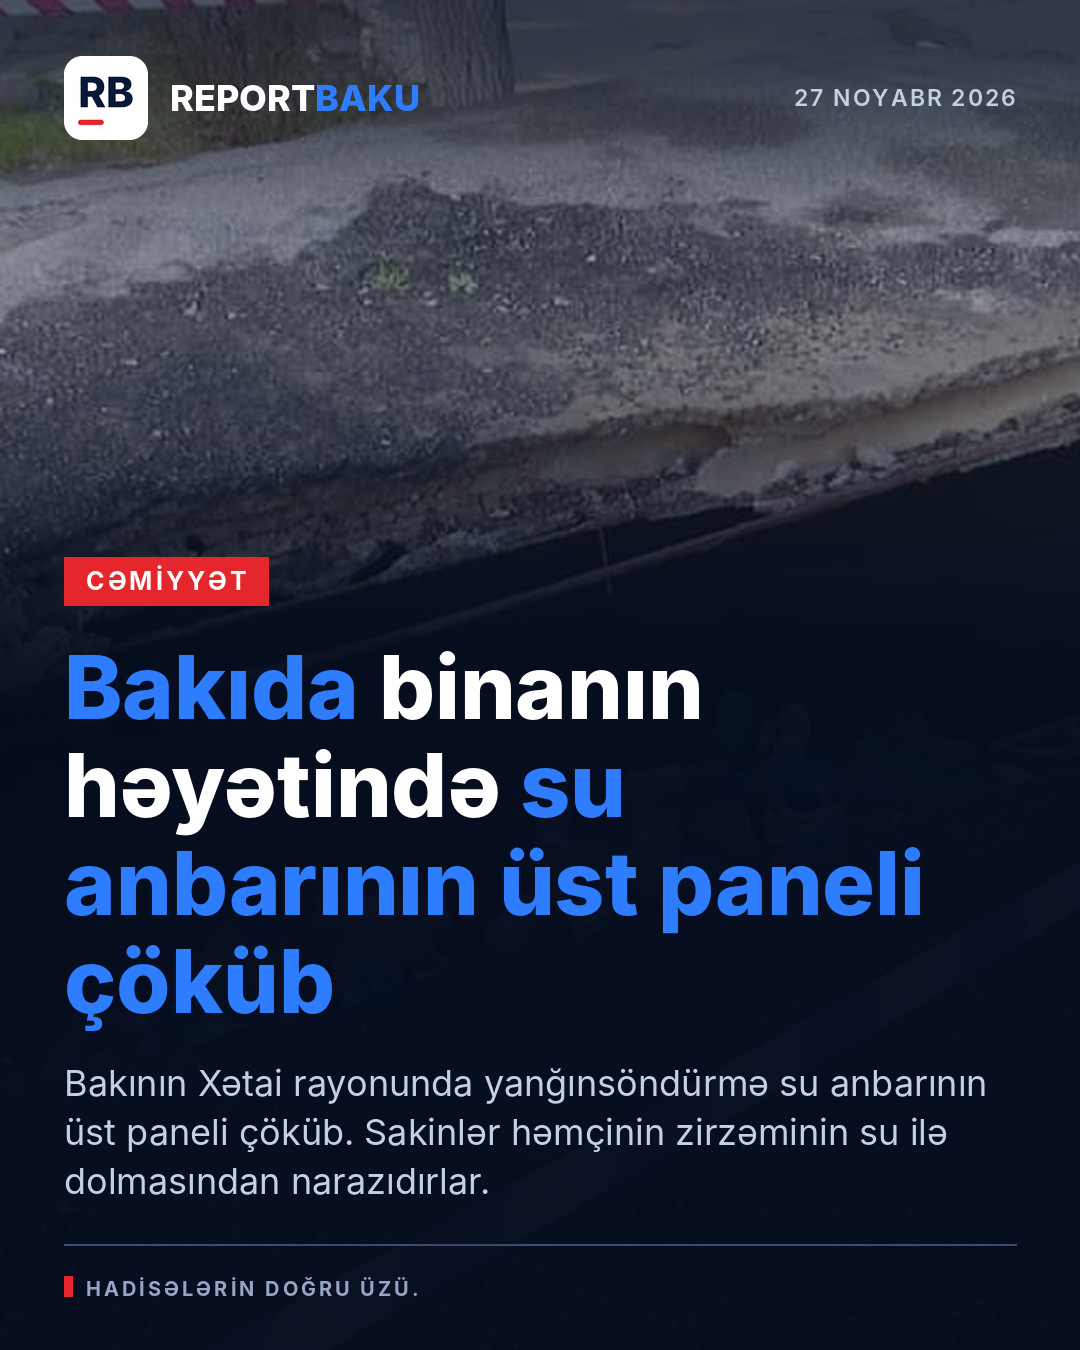 RB
REPORTBAKU
27 NOYABR 2026
CƏMİYYƏT
Bakıda binanın
həyətində su
anbarının üst paneli
çöküb
Bakının Xətai rayonunda yanğınsöndürmə su anbarının
üst paneli çöküb. Sakinlər həmçinin zirzəminin su ilə
dolmasından narazıdırlar.
HADİSƏLƏRİN DOĞRU ÜZÜ.